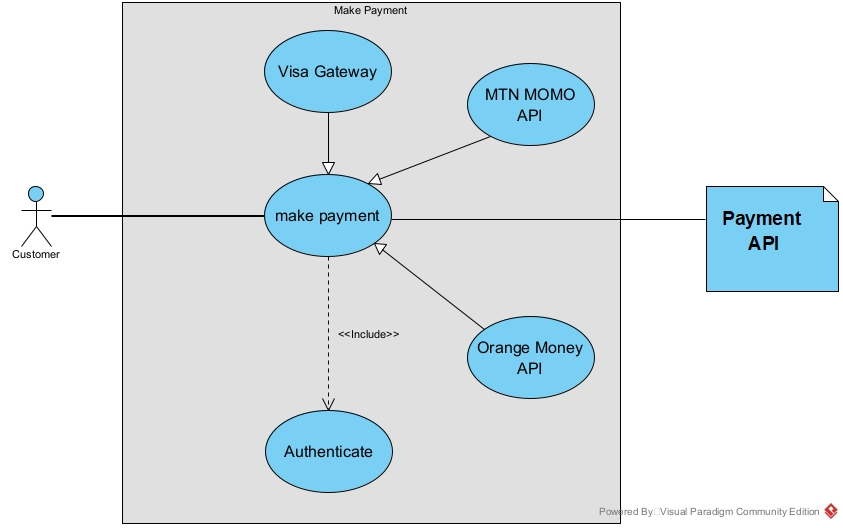 Make Payment
Visa Gateway
MTN MOMO
API
make payment
Payment
API
Customer
<<Include>>
Orange Money
API
Authenticate
Powered By Visual Paradigm Community Edition